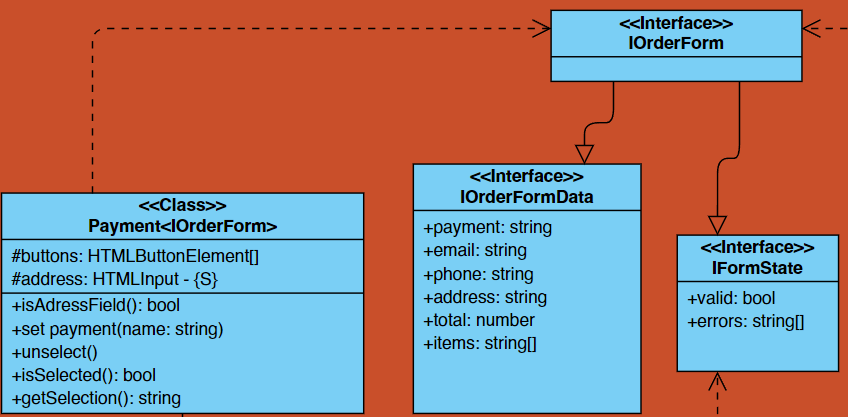 <<Interface>>
IOrderForm
<<Class>>
Payment<IOrderForm>
#buttons: HTMLButtonElement[]
#address: HTMLInput - {S}
+isAdressField(): bool
+set payment(name: string)
+unselect()
+isSelected(): bool
+getSelection(): string
<<Interface>>
IOrderFormData
+payment: string
+email: string
+phone: string
+address: string
+total: number
+items: string[]
<<Interface>>
IFormState
+valid: bool
+errors: string[]